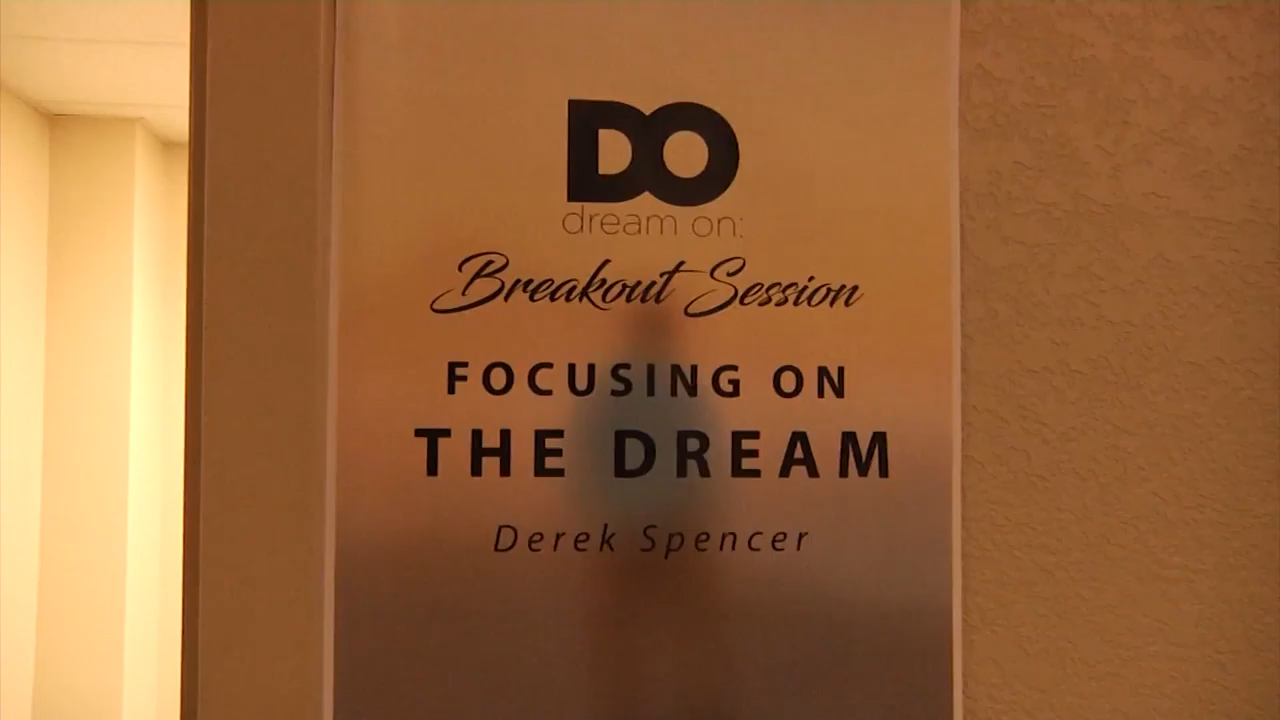 DO
dream on:
Breakout Session
FOCUSING ON
THE DREAM
Derek Spencer